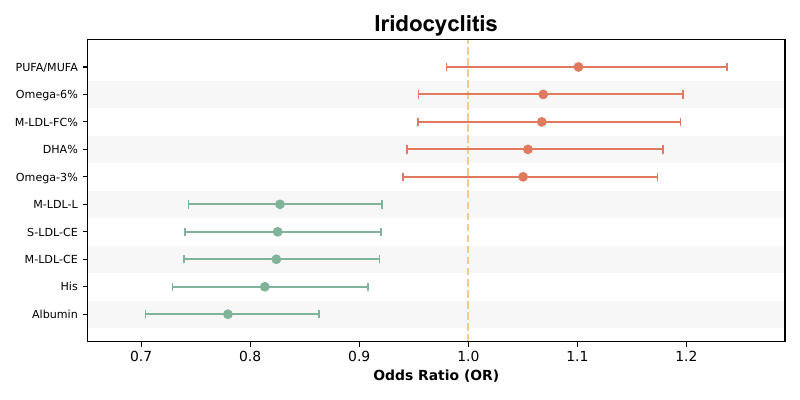 Iridocyclitis
PUFA/MUFA
Omega-6%
M-LDL-FC%
DHA%
Omega-3%
M-LDL-L
S-LDL-CE
M-LDL-CE
His
Albumin
0.7 0.8 0.9 1.0 1.1 1.2
Odds Ratio (OR)